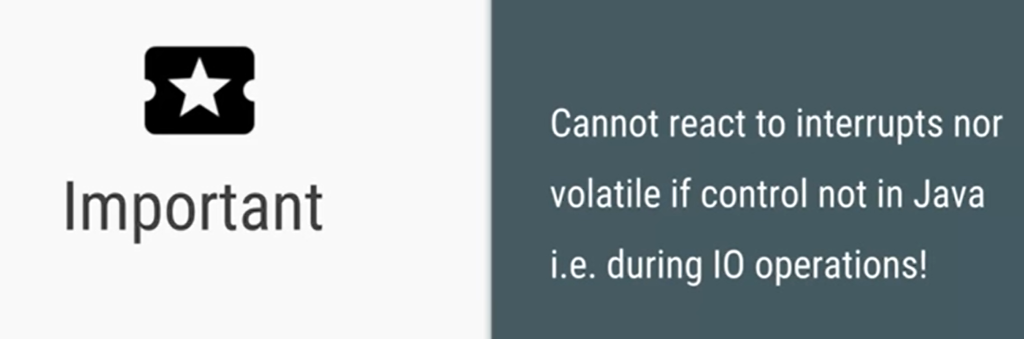 Important
Cannot react to interrupts nor
volatile if control not in Java
i.e. during IO operations!